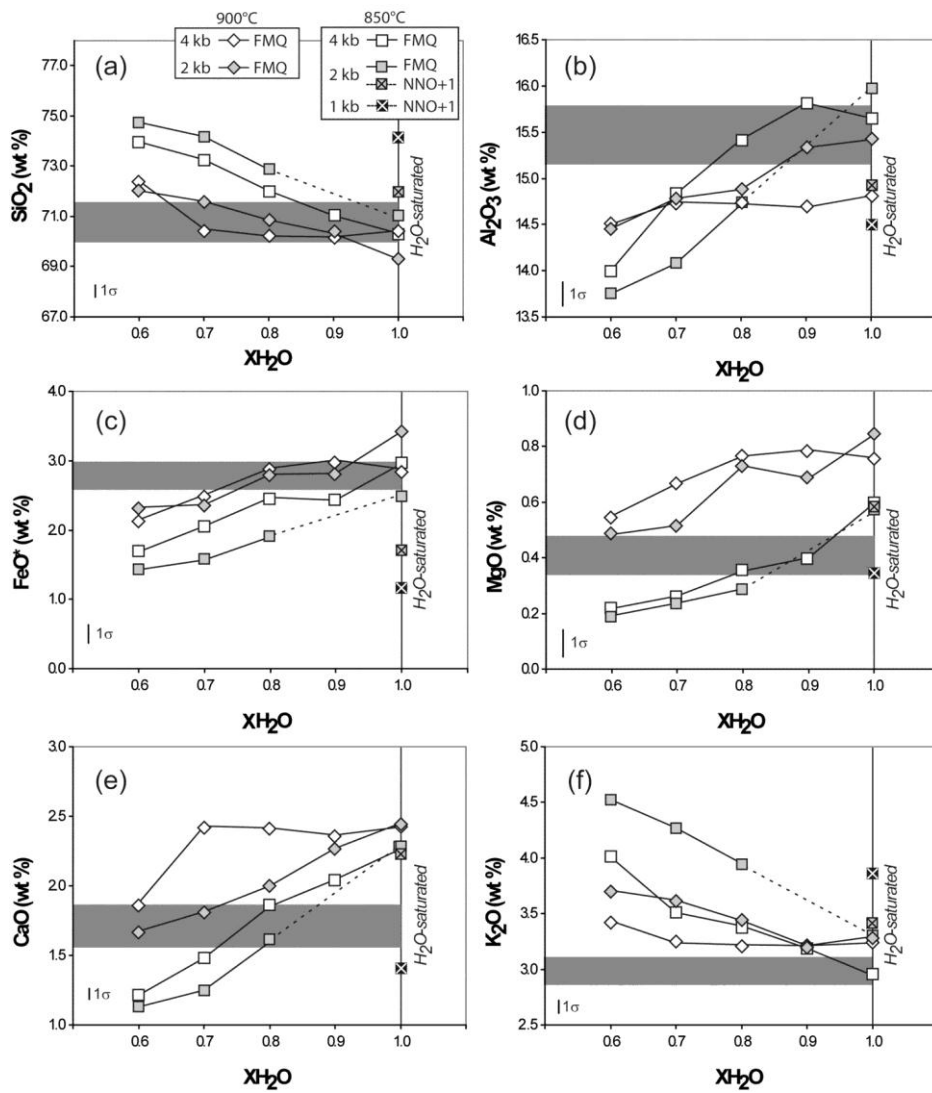 900°C 850°C
4 kb FMQ
2 kb FMQ
4 kb FMQ
2 kb FMQ
NNO+1
1 kb NNO+1
(a)
SiO2 (wt %)
77.0
75.0
73.0
71.0
69.0
67.0
1σ
H2O-saturated
0.6 0.7 0.8 0.9 1.0
XH2O
(b)
Al2O3 (wt %)
16.5
16.0
15.5
15.0
14.5
14.0
13.5
1σ
H2O-saturated
0.6 0.7 0.8 0.9 1.0
XH2O
(c)
FeO* (wt %)
4.0
3.0
2.0
1.0
0.0
1σ
H2O-saturated
0.6 0.7 0.8 0.9 1.0
XH2O
(d)
MgO (wt %)
1.0
0.8
0.6
0.4
0.2
0.0
1σ
H2O-saturated
0.6 0.7 0.8 0.9 1.0
XH2O
(e)
CaO (wt %)
3.0
2.5
2.0
1.5
1.0
1σ
H2O-saturated
0.6 0.7 0.8 0.9 1.0
XH2O
(f)
K2O (wt %)
5.0
4.5
4.0
3.5
3.0
2.5
1σ
H2O-saturated
0.6 0.7 0.8 0.9 1.0
XH2O